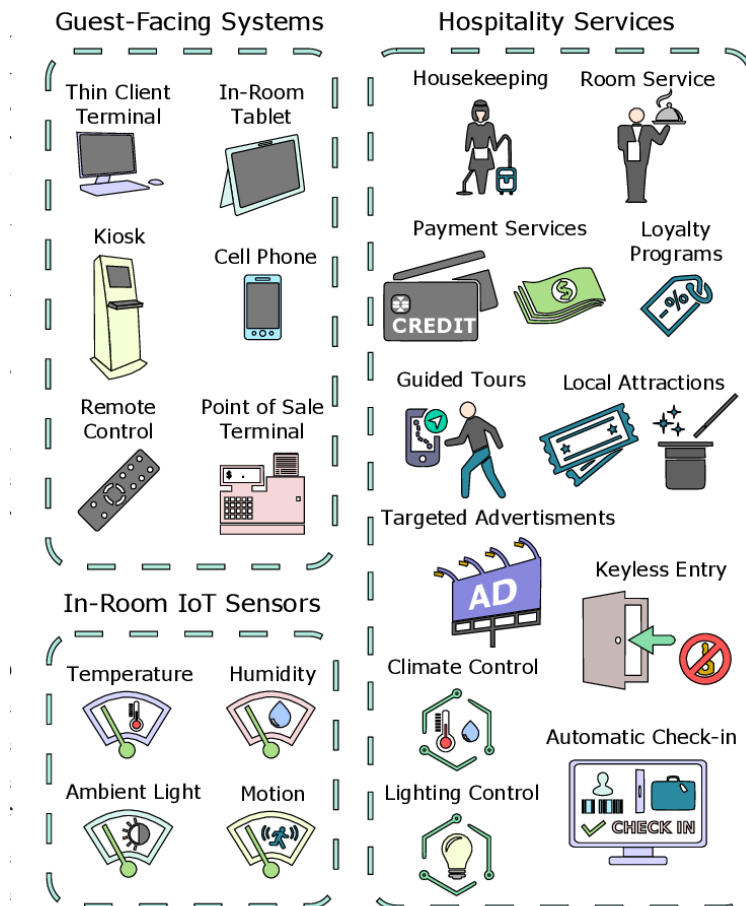 Guest-Facing Systems
Thin Client
Terminal
In-Room
Tablet
Kiosk
Cell Phone
Remote
Control
Point of Sale
Terminal
$ .
In-Room IoT Sensors
Temperature
Humidity
Ambient Light
Motion
Hospitality Services
Housekeeping
Room Service
Payment Services
CREDIT
$
Loyalty
Programs
- %
Guided Tours
Local Attractions
Targeted Advertisments
AD
Keyless Entry
Climate Control
Automatic Check-in
CHECK IN
Lighting Control